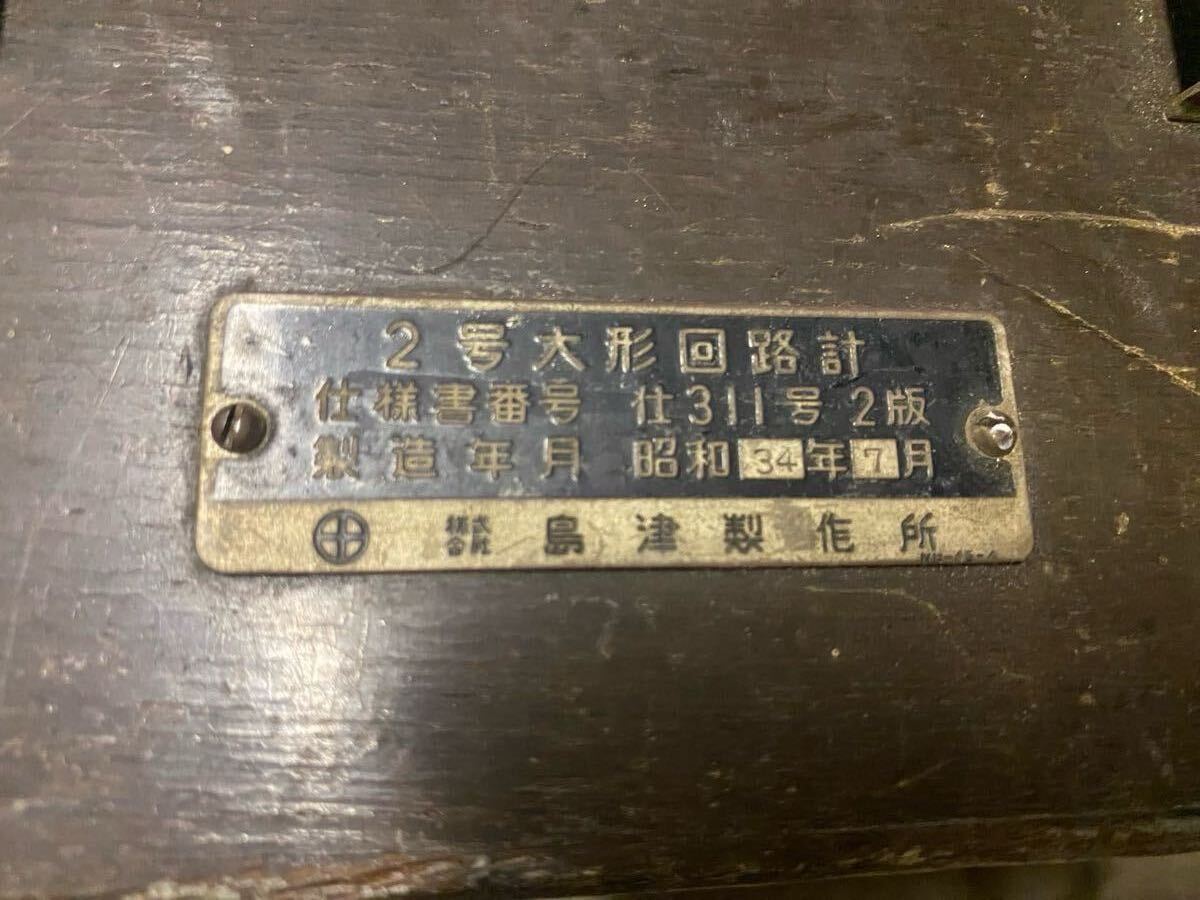 2号大形回路計
仕様書番号 仕311号2版
製造年月 昭和34年7月
株式会社 島津製作所